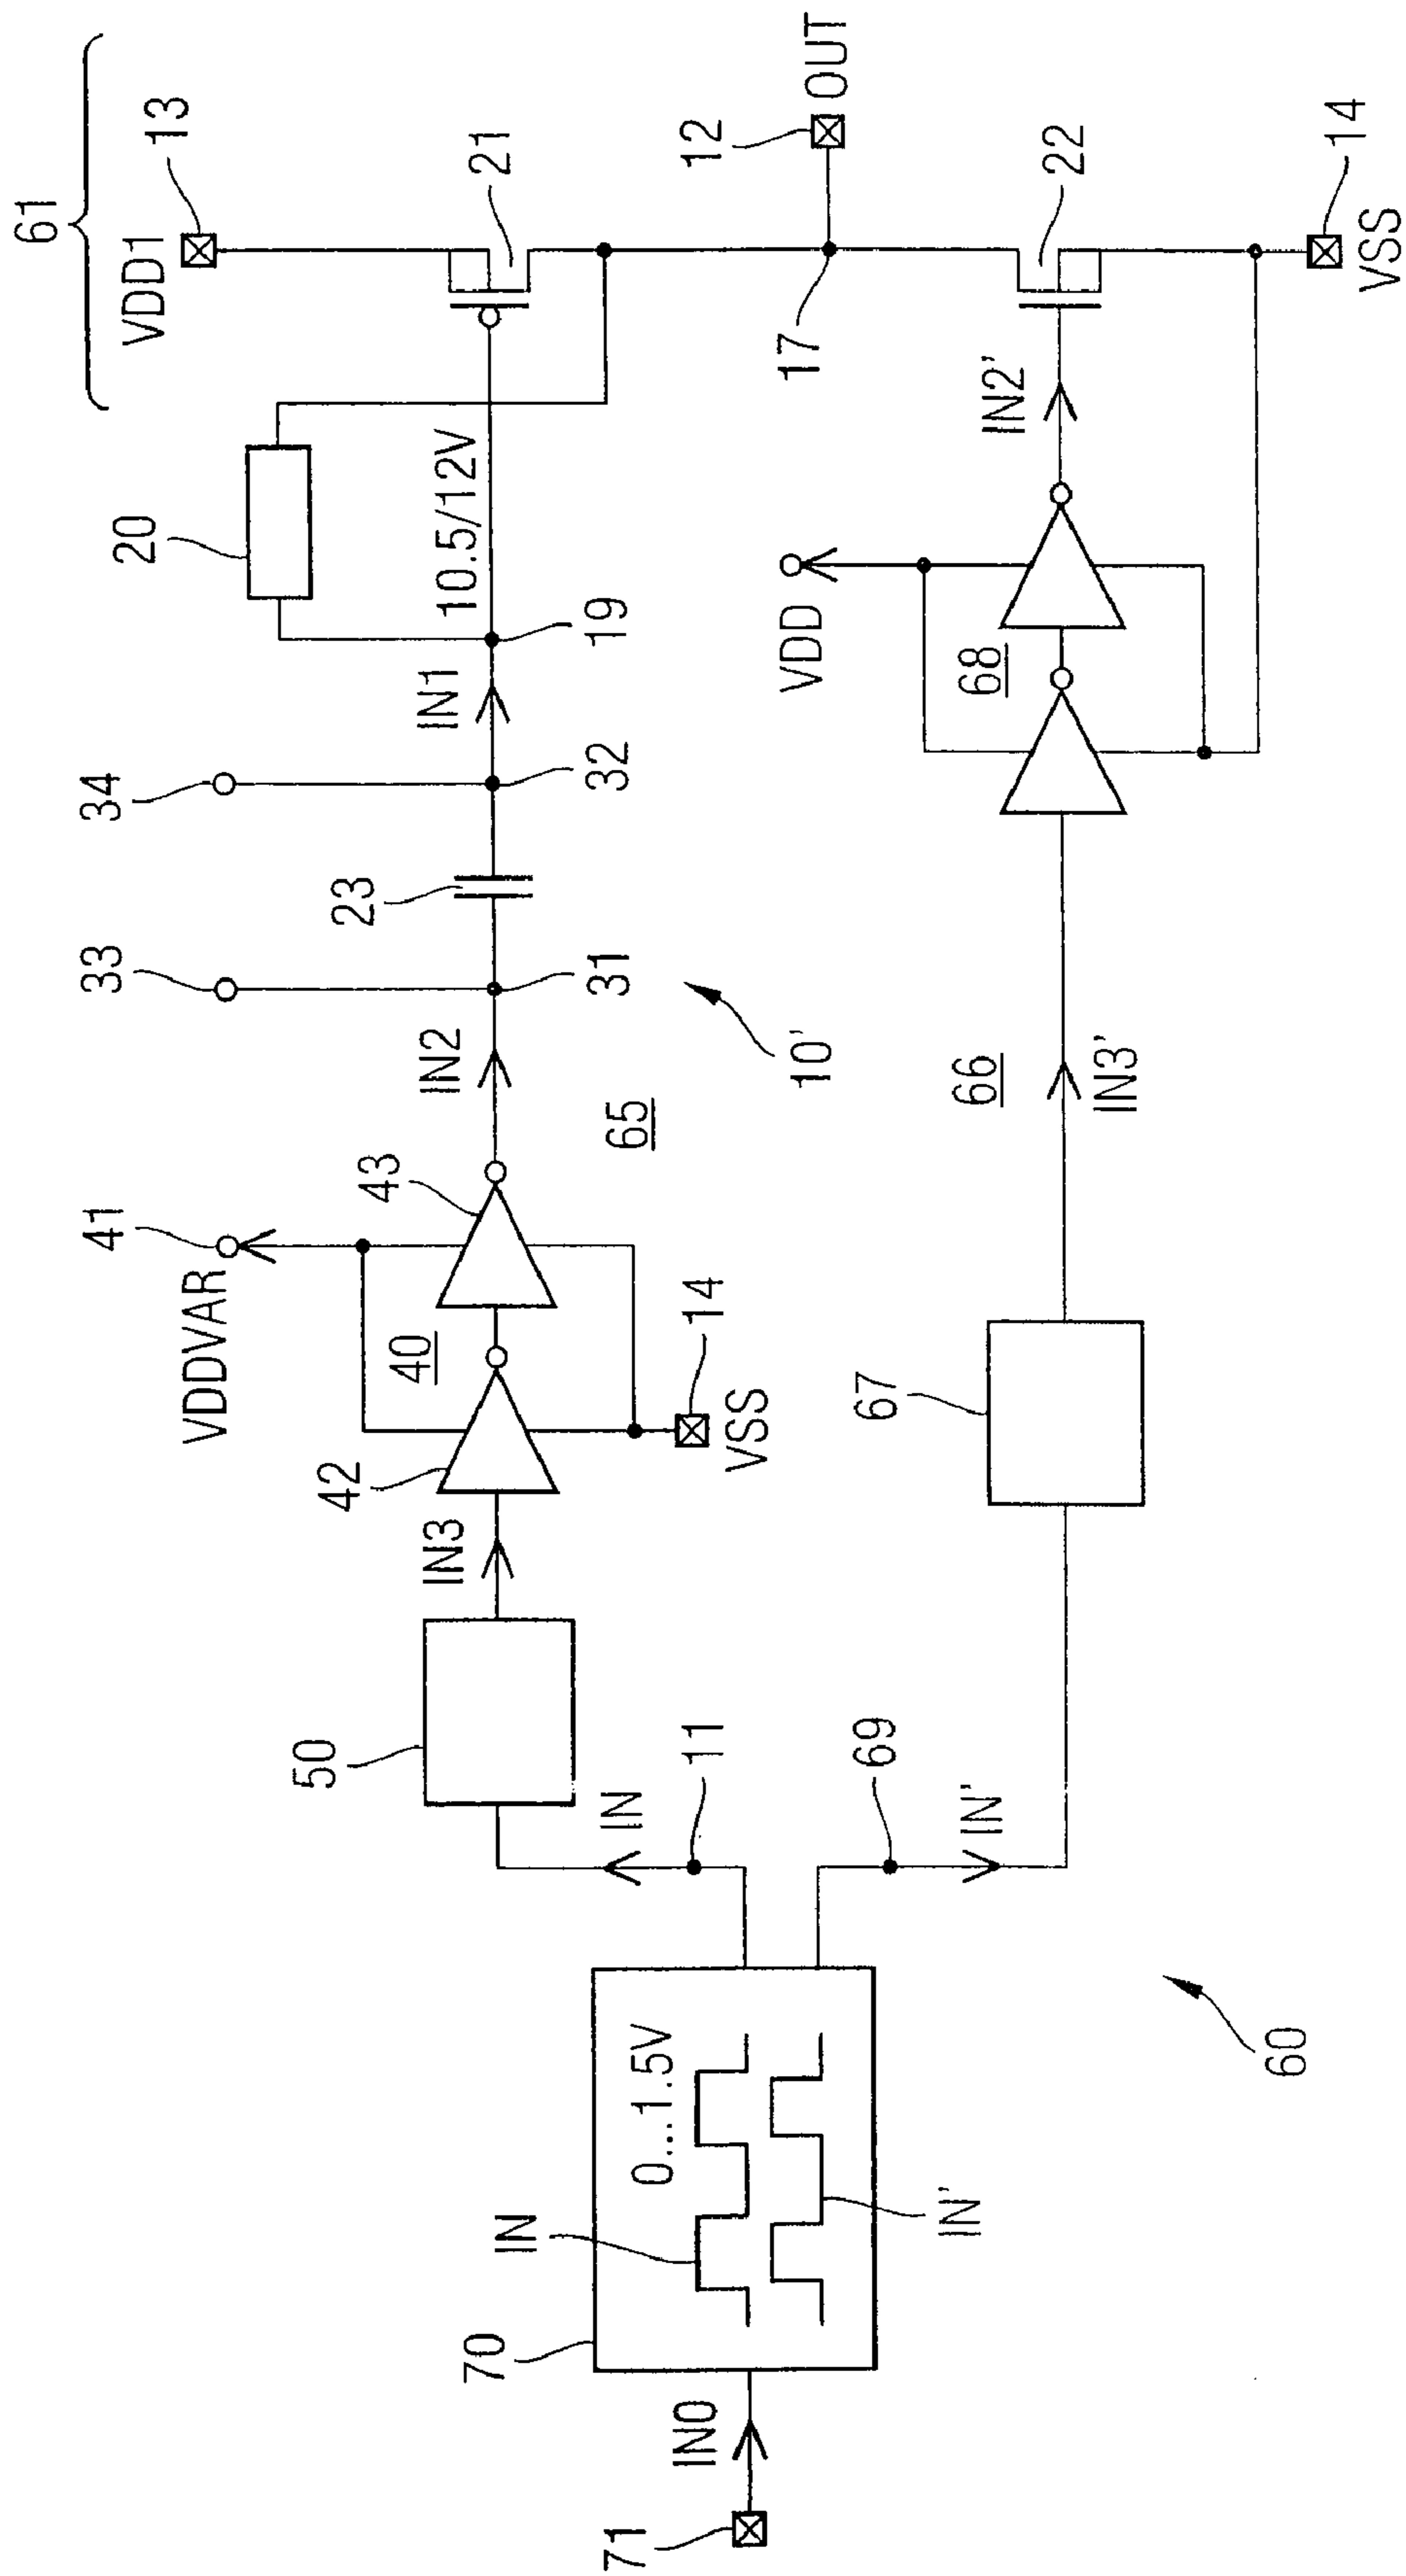 61
VDD1
13
21
20
10.5/12V
19
IN1
34
32
23
33
31
IN2
10'
65
43
41
VDDVAR
40
42
14
VSS
IN3
50
11
IN
12
OUT
17
22
14
VSS
IN2'
VDD
68
66
IN3'
67
69
IN'
0...1.5V
IN
IN'
70
IN0
71
60